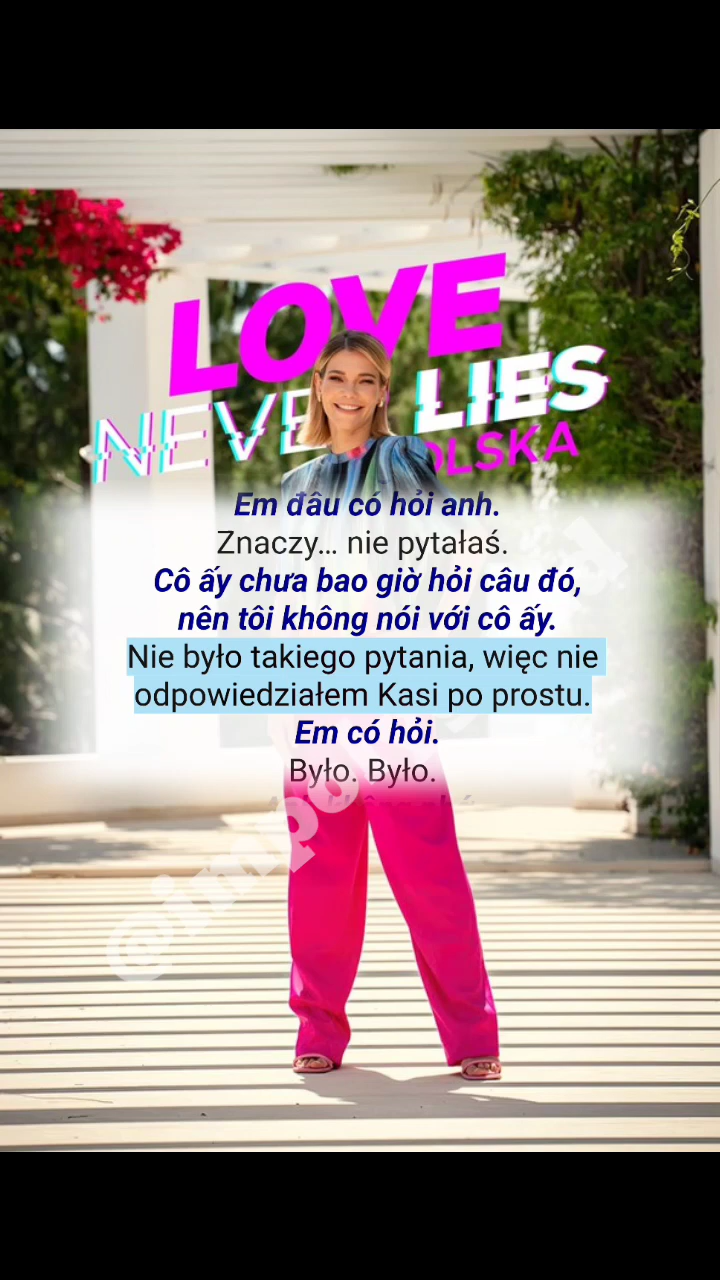 LOVE
NEVE LIES
OLSKA
Em đâu có hỏi anh.
Znaczy… nie pytałaś.
Cô ấy chưa bao giờ hỏi câu đó,
nên tôi không nói với cô ấy.
Nie było takiego pytania, więc nie
odpowiedziałem Kasi po prostu.
Em có hỏi.
Było. Było.